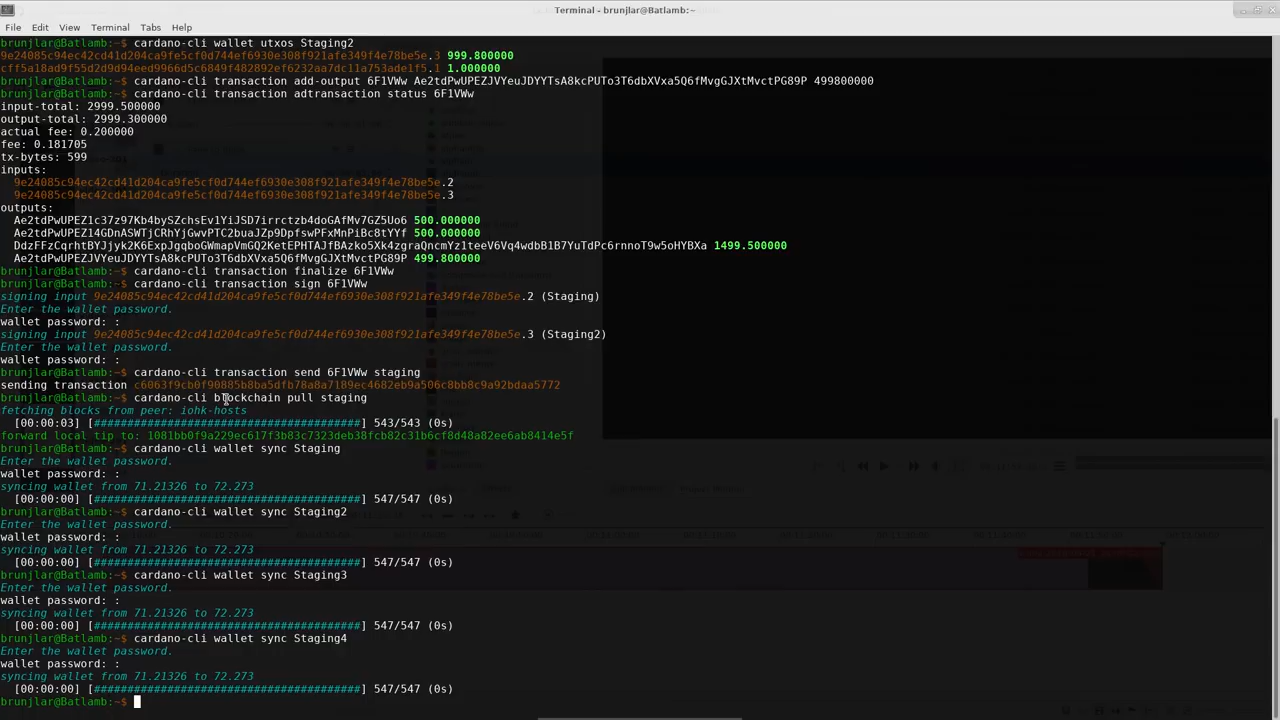 Terminal - brunjlar@Batlamb:~
File Edit View Terminal Tabs Help
brunjlar@Batlamb:~$ cardano-cli wallet utxos Staging2
9e24085c94ec42cd41d204ca9fe5cf0d744ef6930e308f921afe349f4e78be5e.3 999.800000
cff5a18ad9f55d2d9d94eed9966d5c6849f482892ef6232aa7dc11a753ade1f5.1 1.000000
brunjlar@Batlamb:~$ cardano-cli transaction add-output 6F1VWw Ae2tdPwUPEZJVYeuJDYYTsA8kcPUTo3T6dbXVxa5Q6fMvgGJXtMvctPG89P 499800000
brunjlar@Batlamb:~$ cardano-cli transaction adtransaction status 6F1VWw
input-total: 2999.500000
output-total: 2999.300000
actual fee: 0.200000
fee: 0.181705
tx-bytes: 599
inputs:
9e24085c94ec42cd41d204ca9fe5cf0d744ef6930e308f921afe349f4e78be5e.2
9e24085c94ec42cd41d204ca9fe5cf0d744ef6930e308f921afe349f4e78be5e.3
outputs:
Ae2tdPwUPEZ1c37z97Kb4bySZchsEv1YiJSD7irrctzb4doGAfMv7GZ5Uo6 500.000000
Ae2tdPwUPEZ14GDnASWTjCRhYjGwvPTC2buaJZp9DpfswPFxMnPiBc8tYYf 500.000000
DdzFFzCqrhtBYJjyk2K6ExpJgqboGWmapVmGQ2KetEPHTAJfBAzko5Xk4zgraQncmYz1teeV6Vq4wdbB1B7YuTdPc6rnnoT9w5oHYBXa 1499.500000
Ae2tdPwUPEZJVYeuJDYYTsA8kcPUTo3T6dbXVxa5Q6fMvgGJXtMvctPG89P 499.800000
brunjlar@Batlamb:~$ cardano-cli transaction finalize 6F1VWw
brunjlar@Batlamb:~$ cardano-cli transaction sign 6F1VWw
signing input 9e24085c94ec42cd41d204ca9fe5cf0d744ef6930e308f921afe349f4e78be5e.2 (Staging)
Enter the wallet password.
wallet password: :
signing input 9e24085c94ec42cd41d204ca9fe5cf0d744ef6930e308f921afe349f4e78be5e.3 (Staging2)
Enter the wallet password.
wallet password: :
brunjlar@Batlamb:~$ cardano-cli transaction send 6F1VWw staging
sending transaction c6063f9cb0f90885b8ba5dfb78a8a7189ec4682eb9a506c8bb8c9a92bdaa5772
brunjlar@Batlamb:~$ cardano-cli blockchain pull staging
fetching blocks from peer: iohk-hosts
[00:00:03] [########################################] 543/543 (0s)
forward local tip to: 1081bb0f9a229ec617f3b83c7323deb38fcb82c31b6cf8d48a82ee6ab8414e5f
brunjlar@Batlamb:~$ cardano-cli wallet sync Staging
Enter the wallet password.
wallet password: :
syncing wallet from 71.21326 to 72.273
[00:00:00] [########################################] 547/547 (0s)
brunjlar@Batlamb:~$ cardano-cli wallet sync Staging2
Enter the wallet password.
wallet password: :
syncing wallet from 71.21326 to 72.273
[00:00:00] [########################################] 547/547 (0s)
brunjlar@Batlamb:~$ cardano-cli wallet sync Staging3
Enter the wallet password.
wallet password: :
syncing wallet from 71.21326 to 72.273
[00:00:00] [########################################] 547/547 (0s)
brunjlar@Batlamb:~$ cardano-cli wallet sync Staging4
Enter the wallet password.
wallet password: :
syncing wallet from 71.21326 to 72.273
[00:00:00] [########################################] 547/547 (0s)
brunjlar@Batlamb:~$